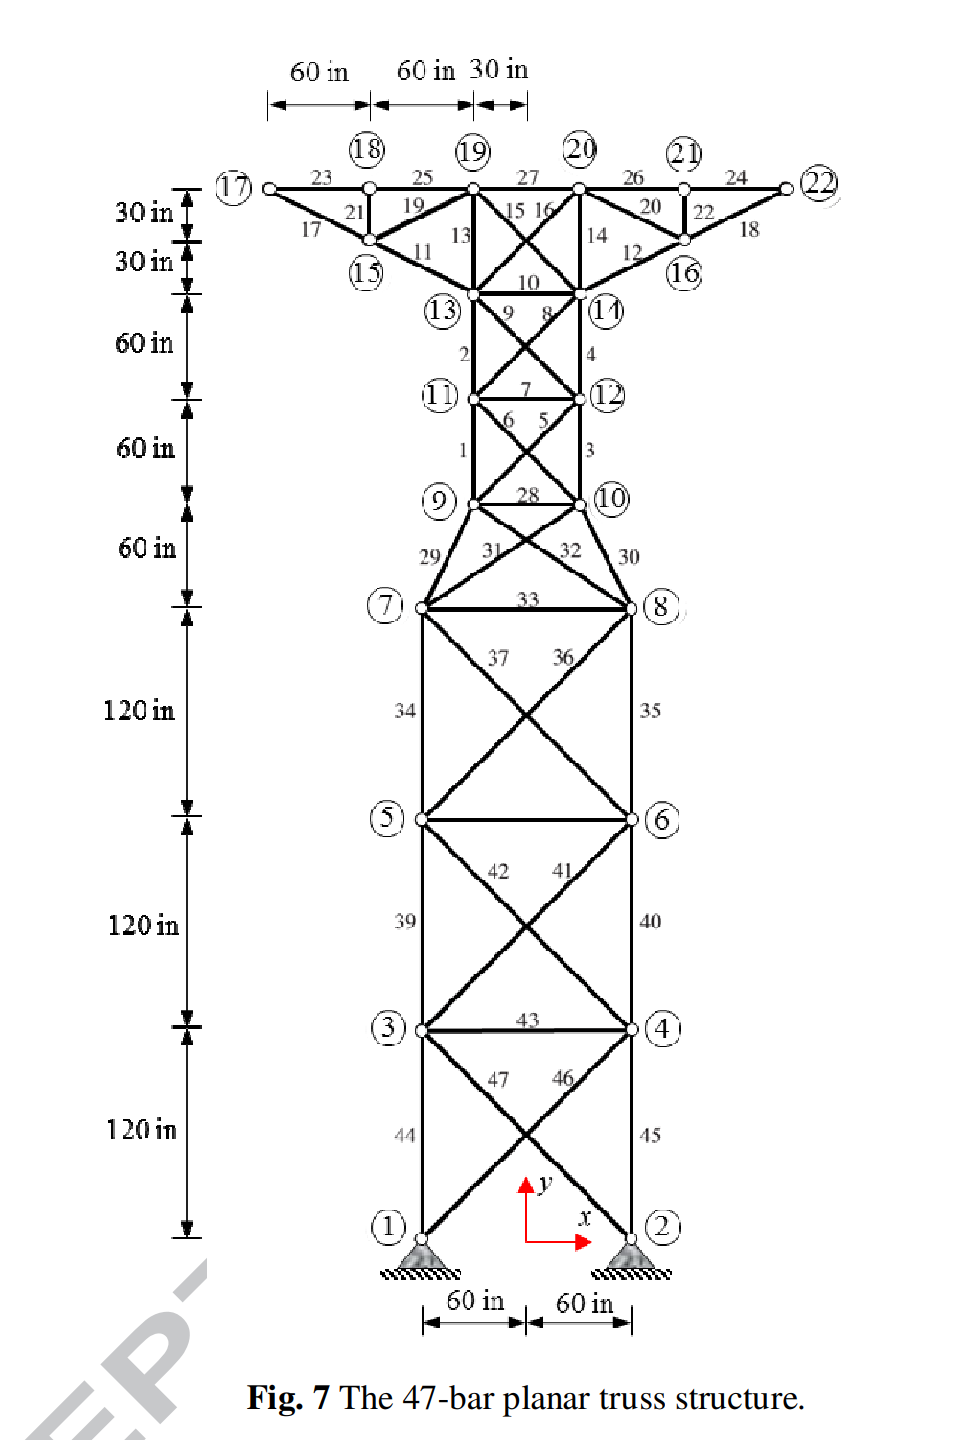 60 in 60 in 30 in
18 19 20 21
17 23 25 27 26 24 22
30 in 21 19 15 16 20 22
17 13 14 18
30 in 11 12
15 16
10
13 9 8 14
60 in 2 4
11 7 12
6 5
60 in 1 3
9 28 10
60 in 29 31 32 30
7 33 8
37 36
120 in 34 35
5 6
42 41
120 in 39 40
3 43 4
47 46
120 in 44 45
y
1 x 2
60 in 60 in
EP
Fig. 7 The 47-bar planar truss structure.